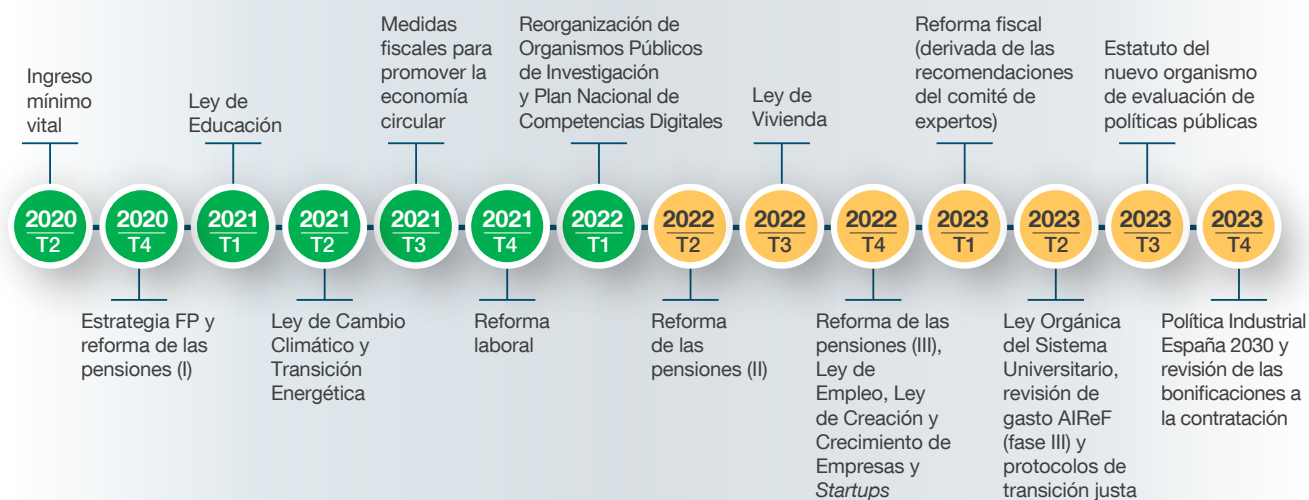 Ingreso
mínimo
vital
2020
T2
Estrategia FP y
reforma de las
pensiones (I)
2020
T4
Ley de
Educación
2021
T1
Ley de Cambio
Climático y
Transición
Energética
2021
T2
Medidas
fiscales para
promover la
economía
circular
2021
T3
Reforma
laboral
2021
T4
Reorganización de
Organismos Públicos
de Investigación
y Plan Nacional de
Competencias Digitales
2022
T1
Reforma
de las
pensiones (II)
2022
T2
Ley de
Vivienda
2022
T3
Reforma de las
pensiones (III),
Ley de
Empleo, Ley
de Creación y
Crecimiento de
Empresas y
Startups
2022
T4
Reforma fiscal
(derivada de las
recomendaciones
del comité de
expertos)
2023
T1
Ley Orgánica
del Sistema
Universitario,
revisión de
gasto AIReF
(fase III) y
protocolos de
transición justa
2023
T2
Estatuto del
nuevo organismo
de evaluación de
políticas públicas
2023
T3
Política Industrial
España 2030 y
revisión de las
bonificaciones a
la contratación
2023
T4